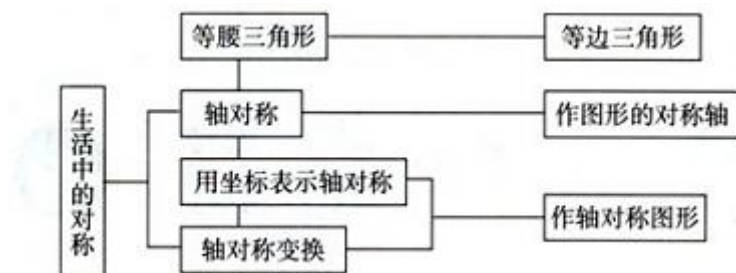 等腰三角形
等边三角形
生活中的对称
轴对称
作图形的对称轴
用坐标表示轴对称
作轴对称图形
轴对称变换